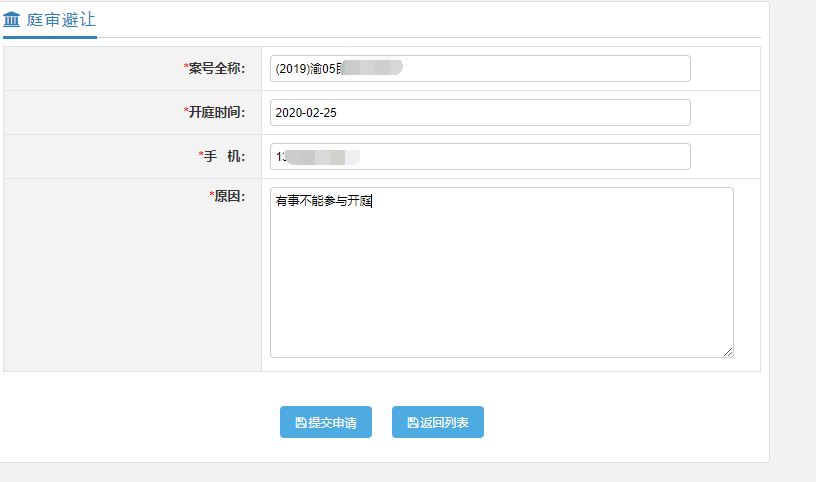 庭审避让
*案号全称：
(2019)渝05
*开庭时间：
2020-02-25
*手 机：
13
*原因：
有事不能参与开庭
提交申请
返回列表